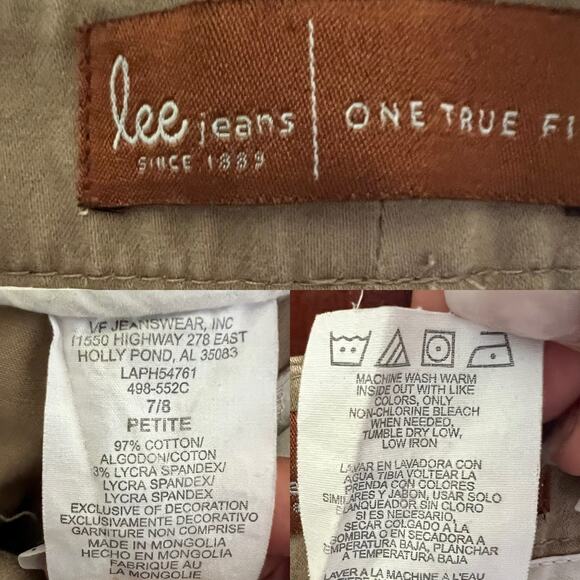 lee jeans
SINCE 1889
ONE TRUE FI
VF JEANSWEAR, INC
11550 HIGHWAY 278 EAST
HOLLY POND, AL 35083
LAPH54761
498-552C
7/8
PETITE
97% COTTON/
ALGODON/COTON
3% LYCRA SPANDEX/
LYCRA SPANDEX/
LYCRA SPANDEX
EXCLUSIVE OF DECORATION
EXCLUSIVAMENTE DECORATIVO
GARNITURE NON COMPRISE
MADE IN MONGOLIA
HECHO EN MONGOLIA
FABRIQUE AU
LA MONGOLIE
MACHINE WASH WARM
INSIDE OUT WITH LIKE
COLORS, ONLY
NON-CHLORINE BLEACH
WHEN NEEDED,
TUMBLE DRY LOW,
LOW IRON
LAVAR EN LAVADORA CON
AGUA TIBIA VOLTEAR LA
PRENDA CON COLORES
SIMILARES Y JABON, USAR SOLO
BLANQUEADOR SIN CLORO
SI ES NECESARIO,
SECAR COLGADO A LA
SOMBRA O EN SECADORA A
TEMPERATURA BAJA, PLANCHAR
A TEMPERATURA BAJA
LAVER A LA MACHINE A L'EAU